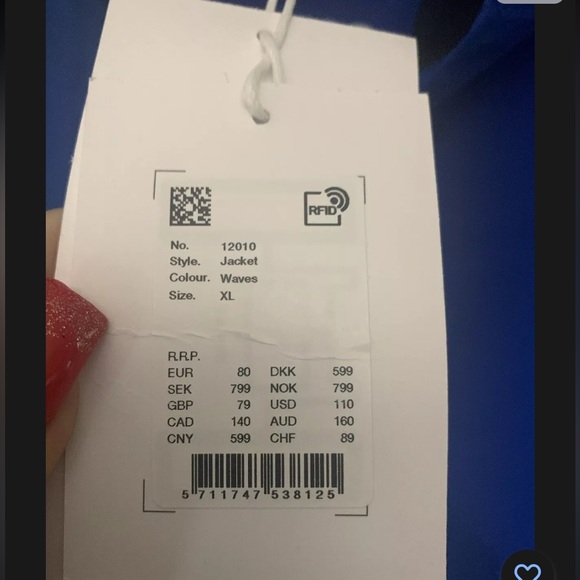 RFID
No. 12010
Style. Jacket
Colour. Waves
Size. XL
R.R.P.
EUR 80 DKK 599
SEK 799 NOK 799
GBP 79 USD 110
CAD 140 AUD 160
CNY 599 CHF 89
5 711747 538125